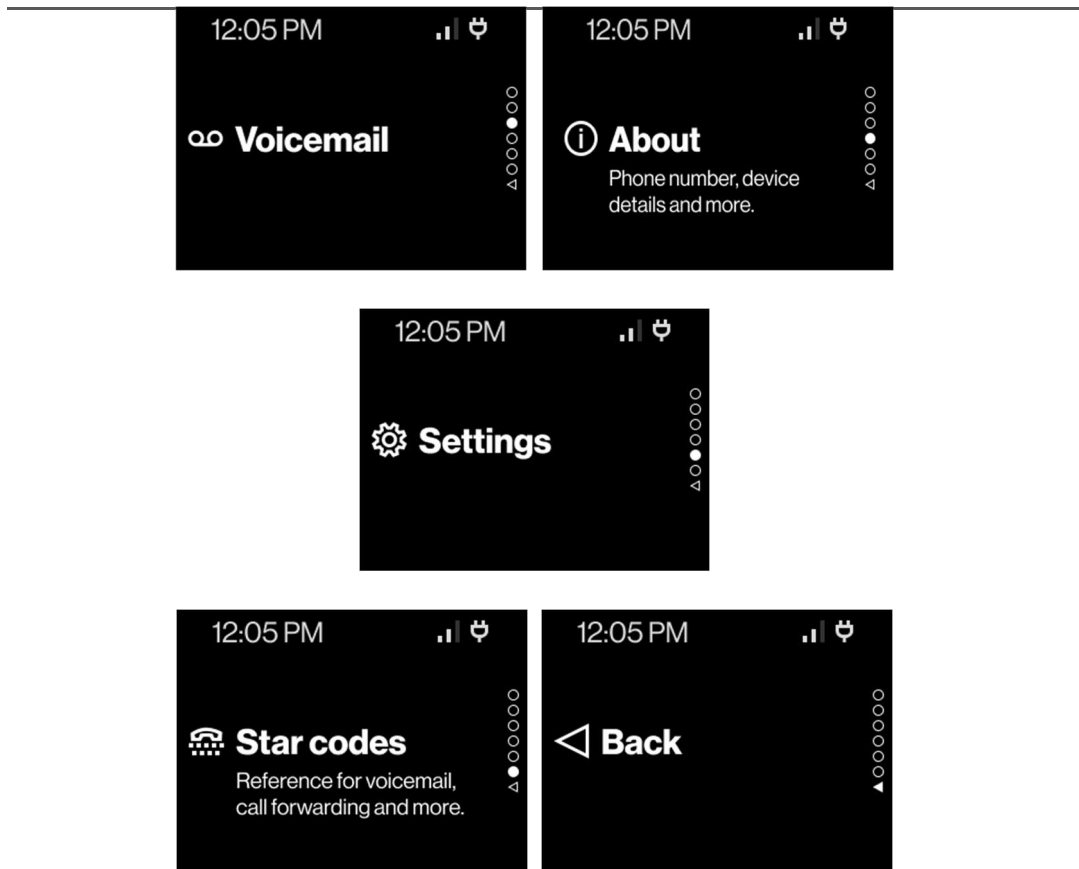 12:05 PM
Voicemail
12:05 PM
About
Phone number, device
details and more.
12:05 PM
Settings
12:05 PM
Star codes
Reference for voicemail,
call forwarding and more.
12:05 PM
Back